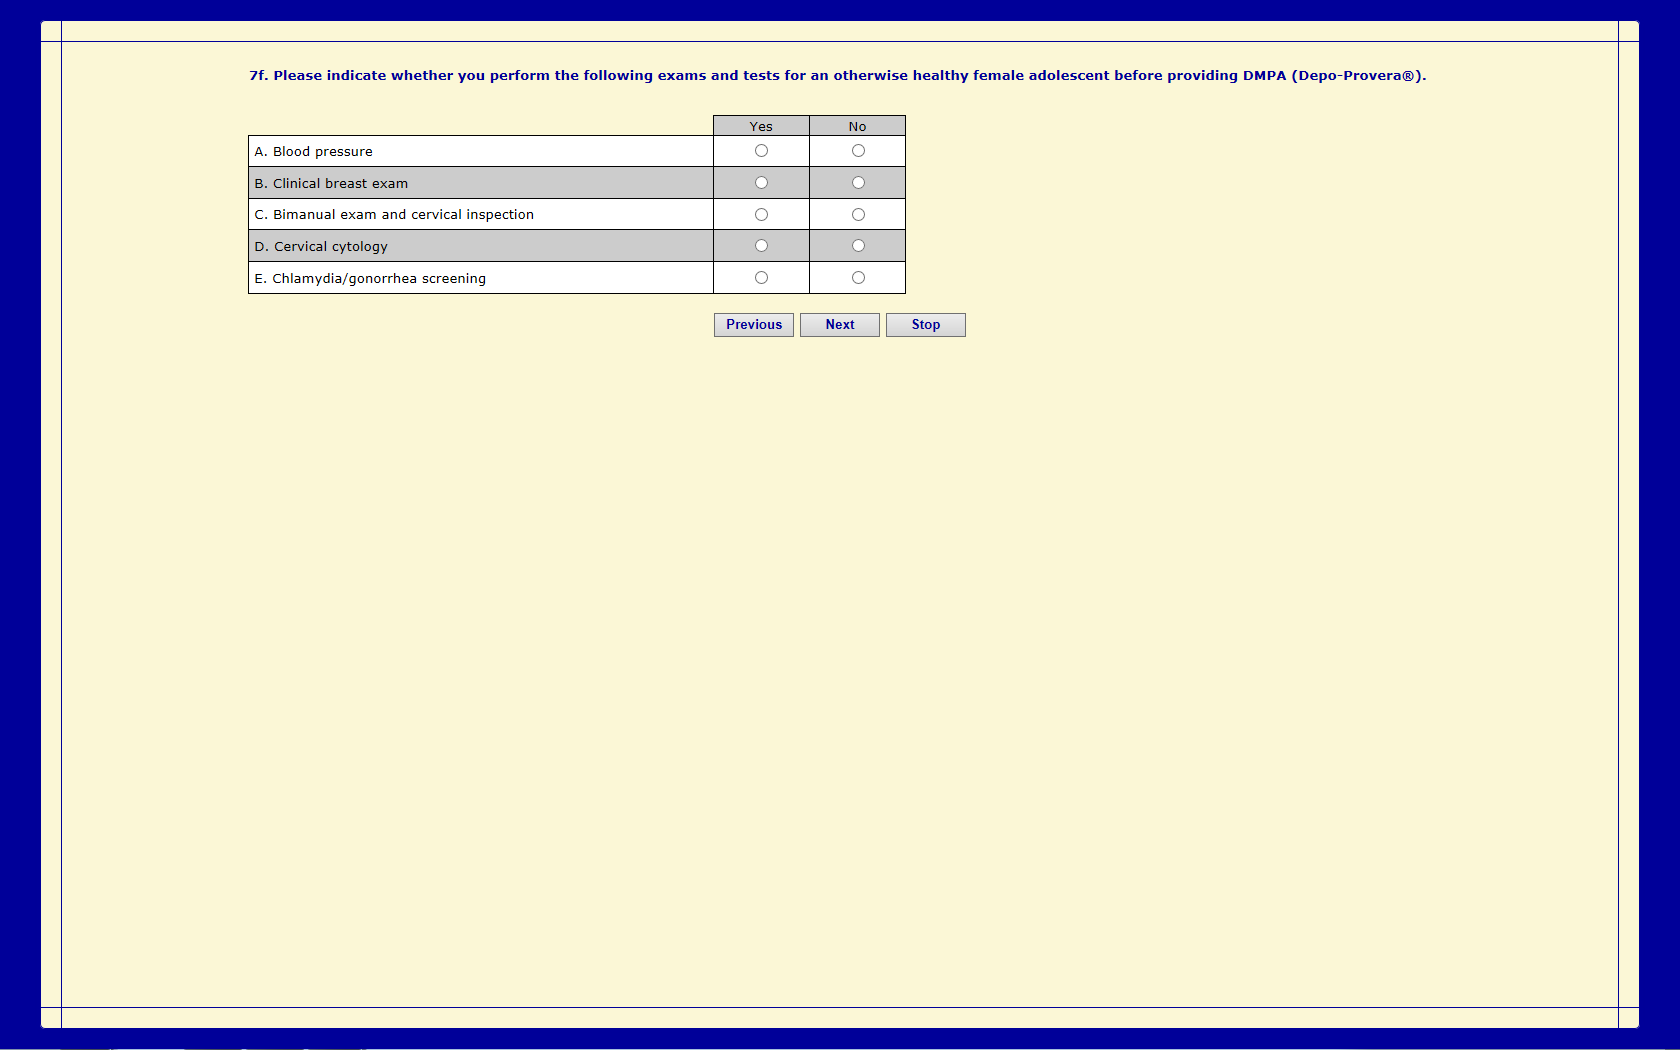 7f. Please indicate whether you perform the following exams and tests for an otherwise healthy female adolescent before providing DMPA (Depo-Provera®).
Yes No
A. Blood pressure
B. Clinical breast exam
C. Bimanual exam and cervical inspection
D. Cervical cytology
E. Chlamydia/gonorrhea screening
Previous Next Stop